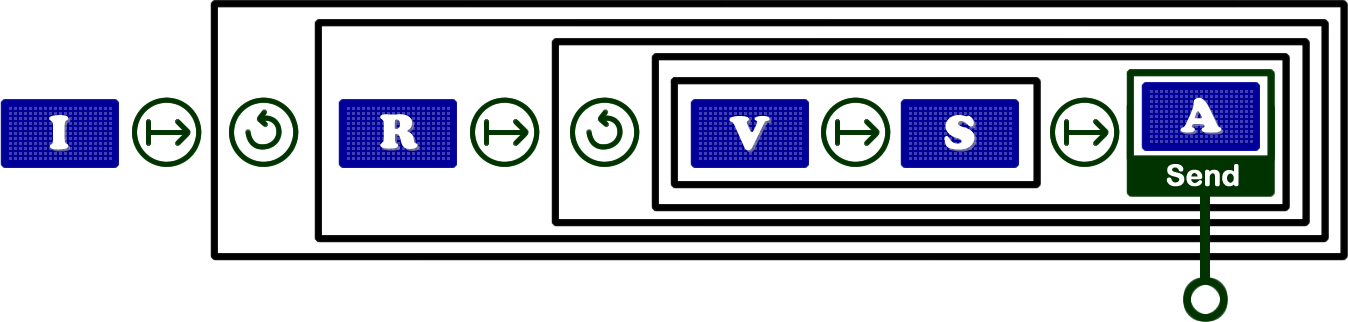 I R V S A
Send